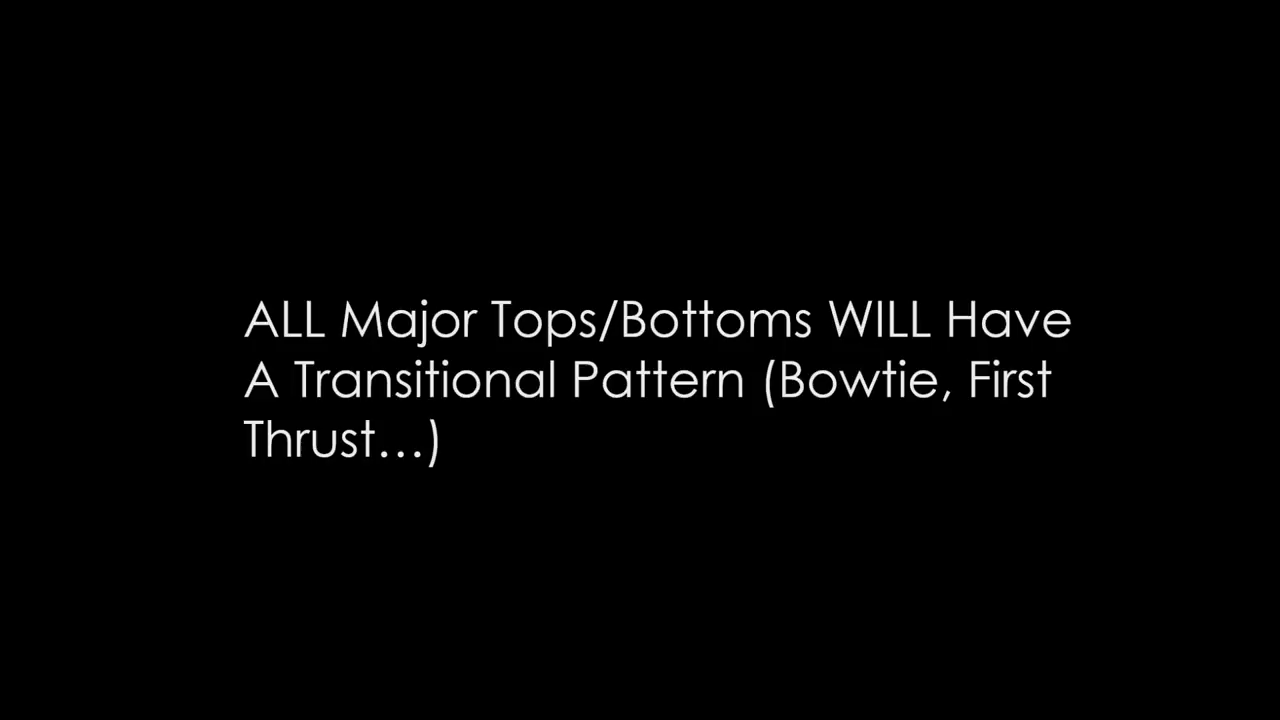 ALL Major Tops/Bottoms WILL Have
A Transitional Pattern (Bowtie, First
Thrust...)